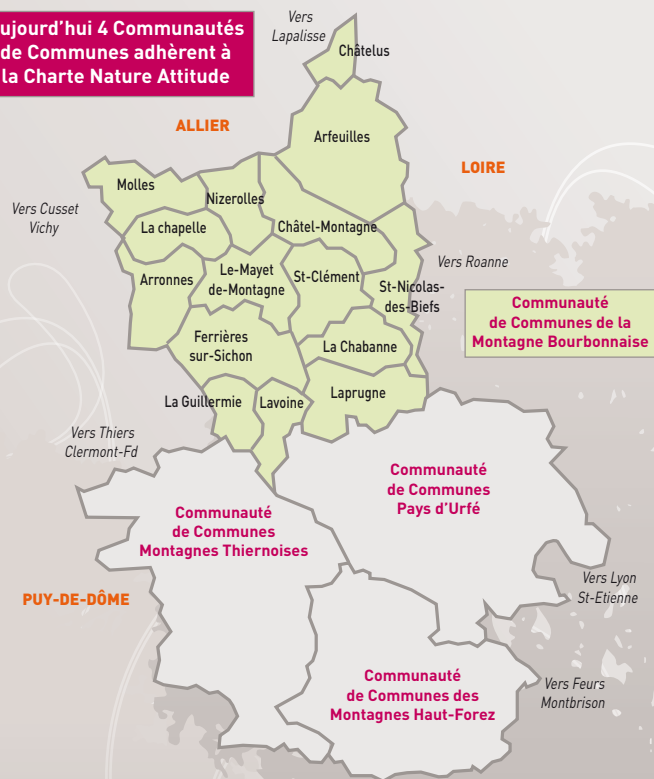 ujourd'hui 4 Communautés
de Communes adhèrent à
la Charte Nature Attitude
Vers
Lapalisse
Châtelus
ALLIER
Arfeuilles
LOIRE
Molles
Nizerolles
Vers Cusset
Vichy
La chapelle
Châtel-Montagne
Vers Roanne
Arronnes
Le-Mayet
de-Montagne
St-Clément
St-Nicolas-
des-Biefs
Communauté
de Communes de la
Montagne Bourbonnaise
Ferrières
sur-Sichon
La Chabanne
La Guillermie
Lavoine
Laprugne
Vers Thiers
Clermont-Fd
Communauté
de Communes
Pays d'Urfé
Communauté
de Communes
Montagnes Thiernoises
Vers Lyon
St-Etienne
PUY-DE-DÔME
Communauté
de Communes des
Montagnes Haut-Forez
Vers Feurs
Montbrison